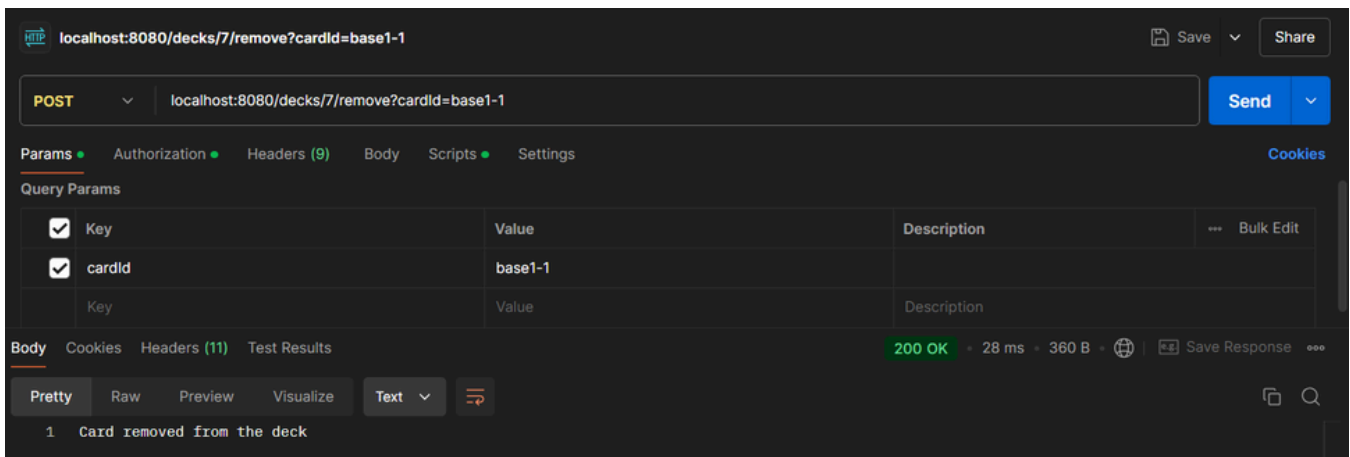 HTTP localhost:8080/decks/7/remove?cardId=base1-1 Save Share
POST localhost:8080/decks/7/remove?cardId=base1-1 Send
Params Authorization Headers (9) Body Scripts Settings Cookies
Query Params
Key Value Description Bulk Edit
cardId base1-1
Key Value Description
Body Cookies Headers (11) Test Results 200 OK 28 ms 360 B e.g. Save Response
Pretty Raw Preview Visualize Text
1 Card removed from the deck